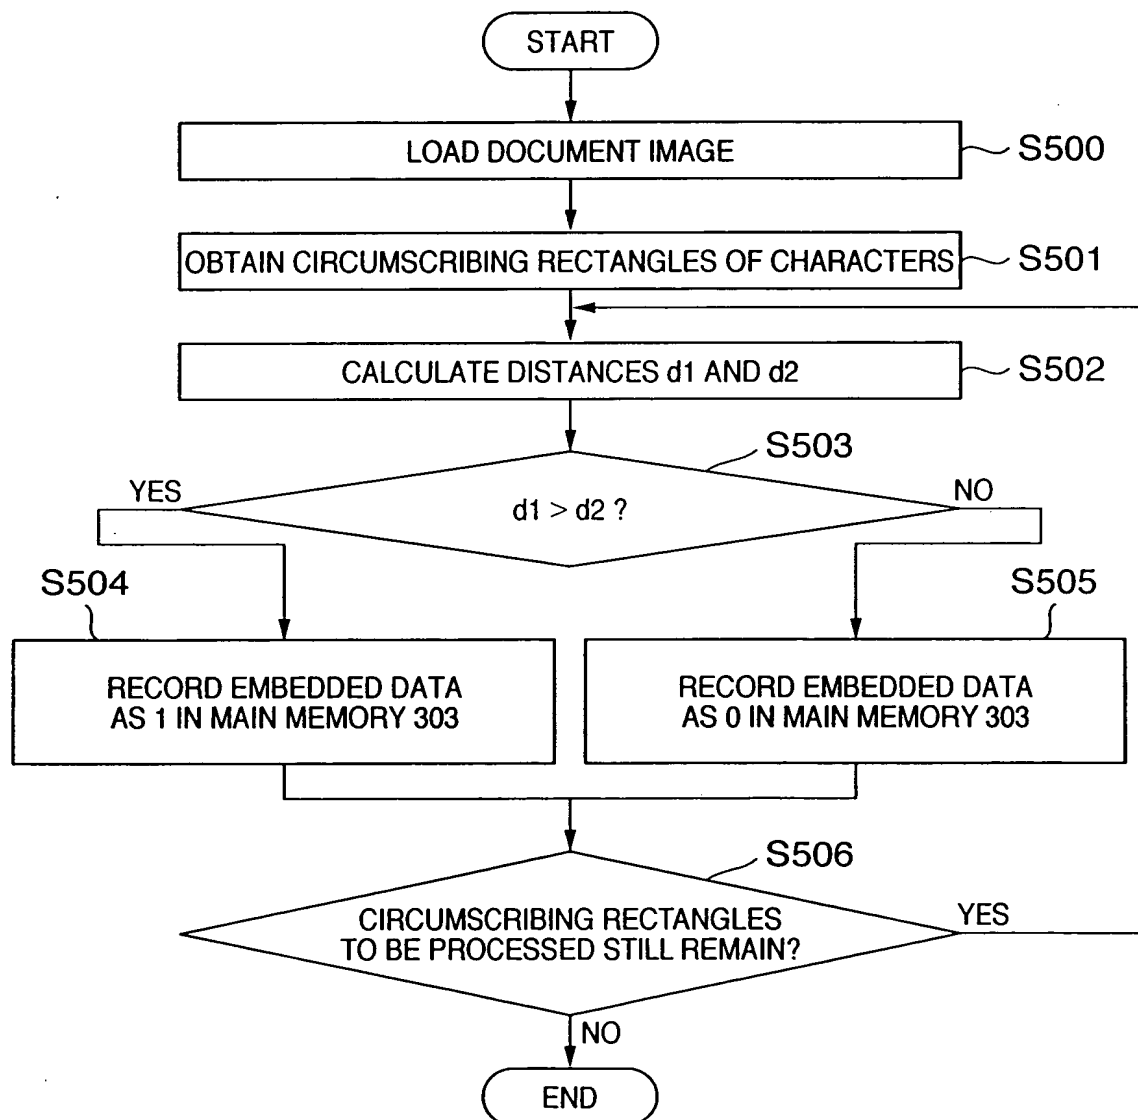 START
LOAD DOCUMENT IMAGE
S500
OBTAIN CIRCUMSCRIBING RECTANGLES OF CHARACTERS
S501
CALCULATE DISTANCES d1 AND d2
S502
S503
YES
d1 > d2 ?
NO
S504
S505
RECORD EMBEDDED DATA
AS 1 IN MAIN MEMORY 303
RECORD EMBEDDED DATA
AS 0 IN MAIN MEMORY 303
S506
CIRCUMSCRIBING RECTANGLES
TO BE PROCESSED STILL REMAIN?
YES
NO
END